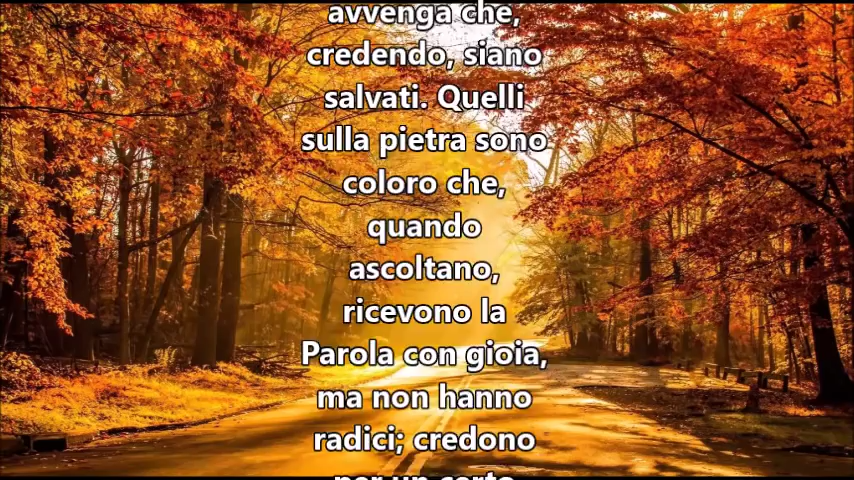 avvenga che,
credendo, siano
salvati. Quelli
sulla pietra sono
coloro che,
quando
ascoltano,
ricevono la
Parola con gioia,
ma non hanno
radici; credono
per un certo